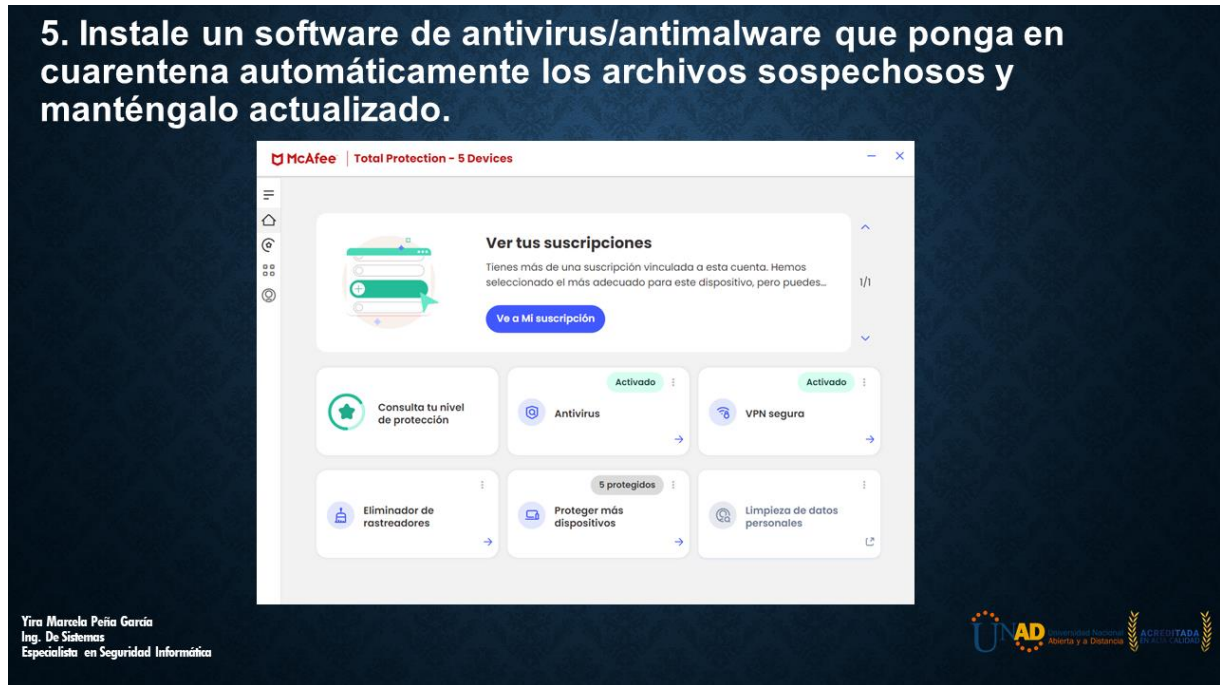 5. Instale un software de antivirus/antimalware que ponga en
cuarentena automáticamente los archivos sospechosos y
manténgalo actualizado.
McAfee | Total Protection - 5 Devices
Ver tus suscripciones
Tienes más de una suscripción vinculada a esta cuenta. Hemos
seleccionado el más adecuado para este dispositivo, pero puedes...
1/1
Ve a Mi suscripción
Consulta tu nivel
de protección
Activado
Antivirus
Activado
VPN segura
Eliminador de
rastreadores
5 protegidos
Proteger más
dispositivos
Limpieza de datos
personales
Yira Marcela Peña García
Ing. De Sistemas
Especialista en Seguridad Informática
UNAD
Universidad Nacional
Abierta y a Distancia
ACREDITADA
EN ALTA CALIDAD